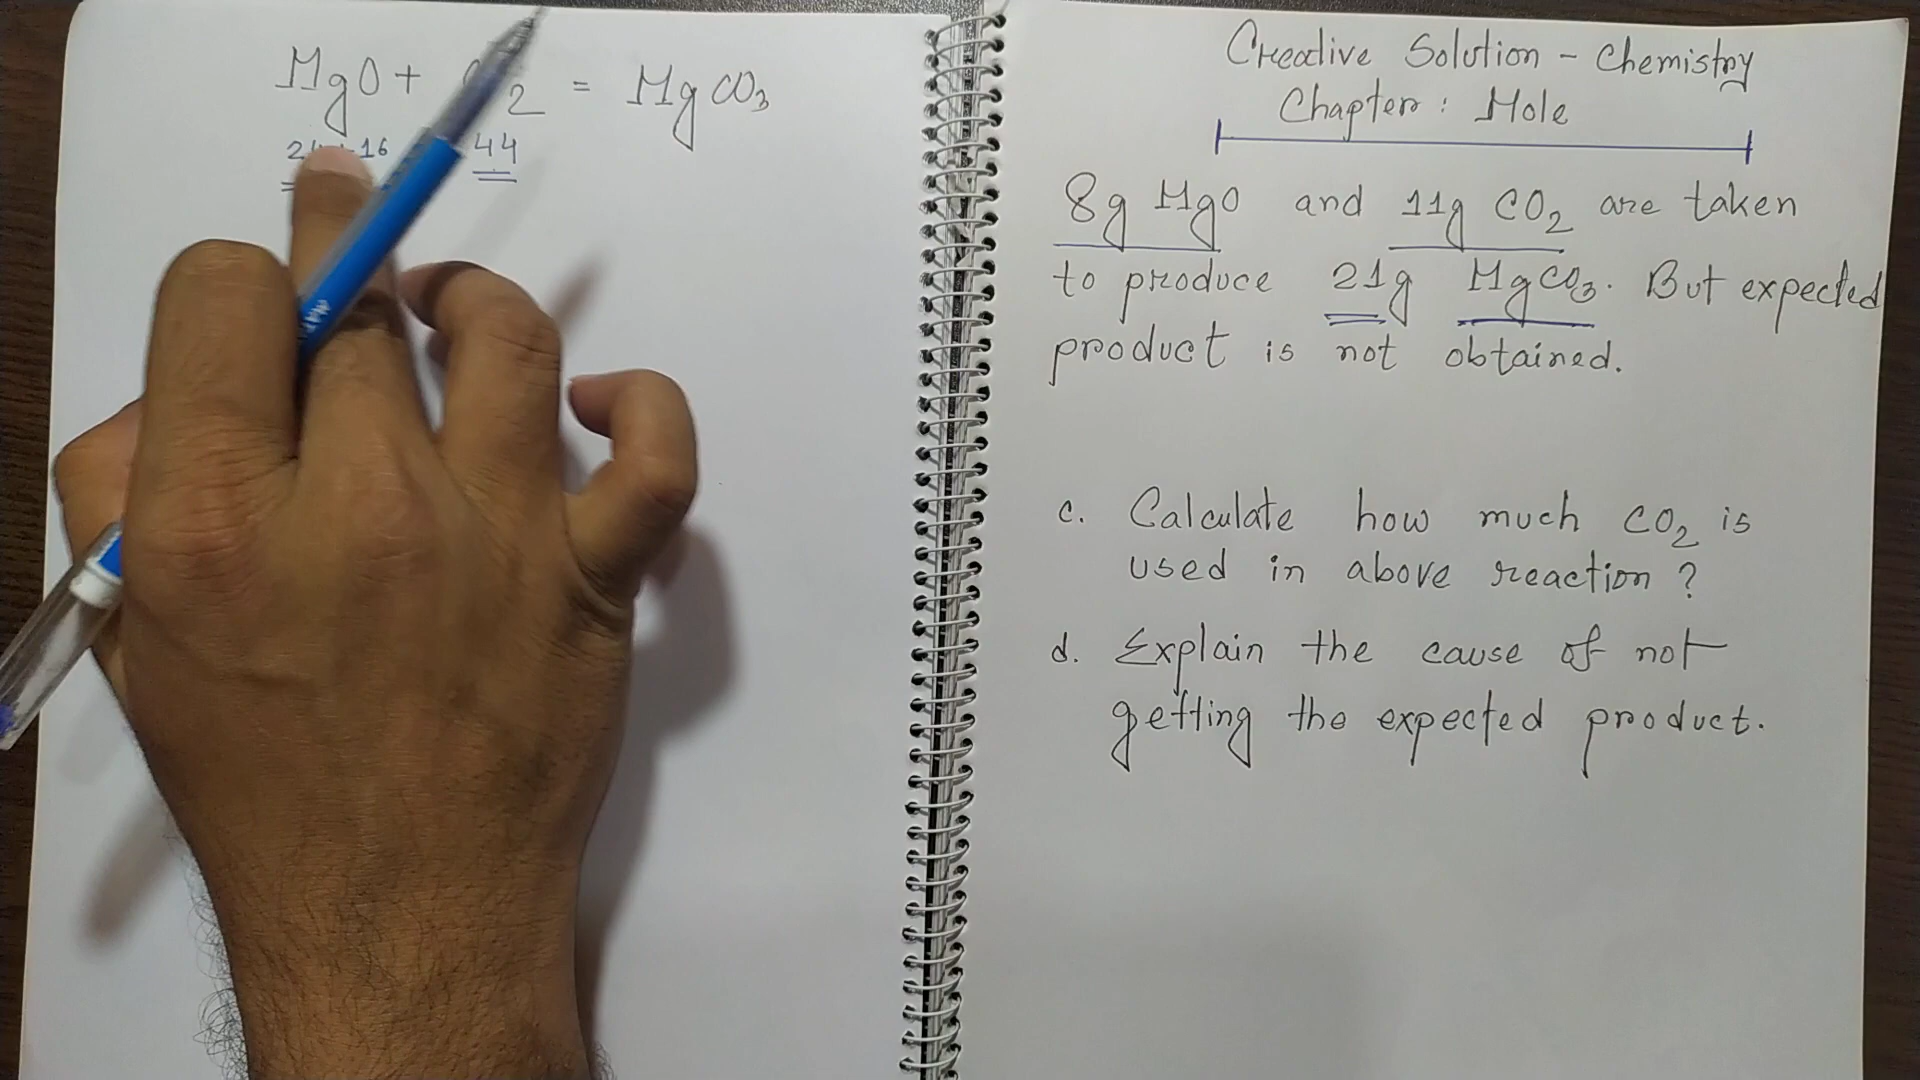 MgO + 2 = MgCO3
16 44
Creative Solution - Chemistry
Chapter : Mole
8g MgO and 11g CO2 are taken
to produce 21g MgCO3. But expected
product is not obtained.
c. Calculate how much CO2 is
used in above reaction ?
d. Explain the cause of not
getting the expected product.